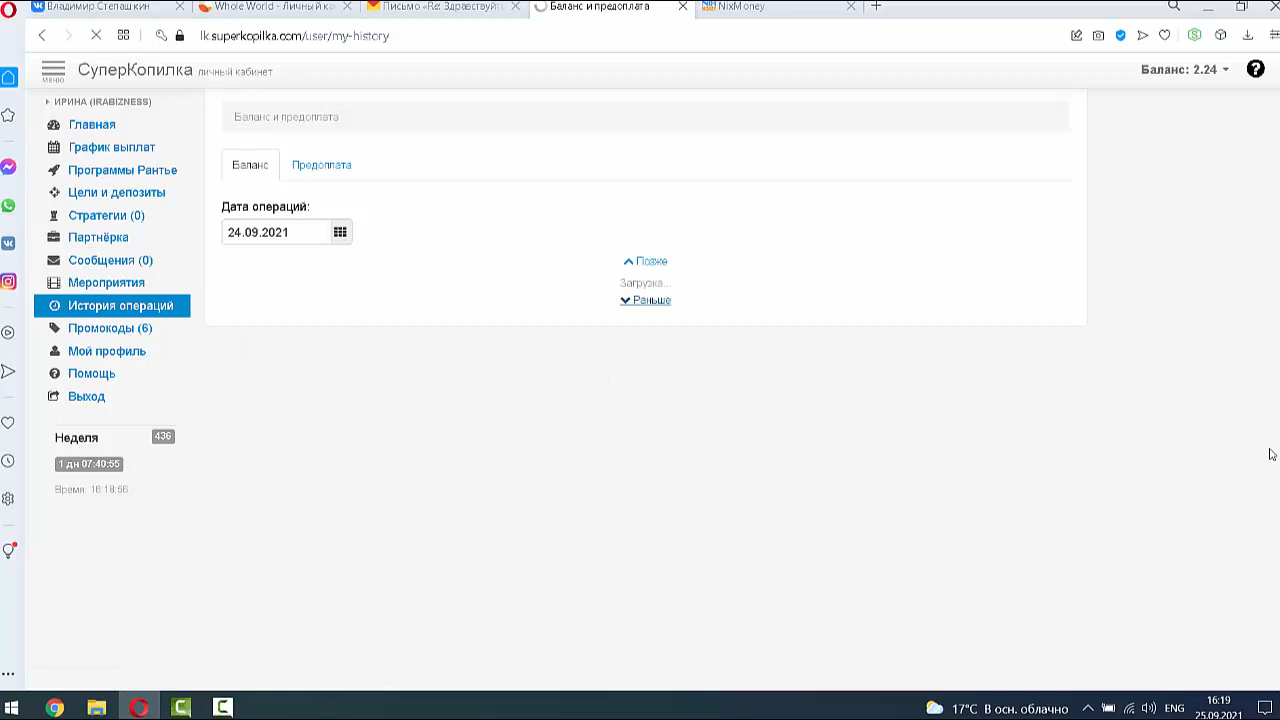 Владимир Степашкин
Whole World - Личный ка
Письмо «Re: Здравствуйт
Баланс и предоплата
NixMoney
lk.superkopilka.com/user/my-history
СуперКопилка личный кабинет
меню
Баланс: 2.24
ИРИНА (IRABIZNESS)
Главная
График выплат
Программы Рантье
Цели и депозиты
Стратегии (0)
Партнёрка
Сообщения (0)
Мероприятия
История операций
Промокоды (6)
Мой профиль
Помощь
Выход
Неделя 436
1 дн 07:40:55
Время: 16:18:56
Баланс и предоплата
Баланс Предоплата
Дата операций:
24.09.2021
Позже
Загрузка...
Раньше
17°C В осн. облачно
ENG
16:19
25.09.2021